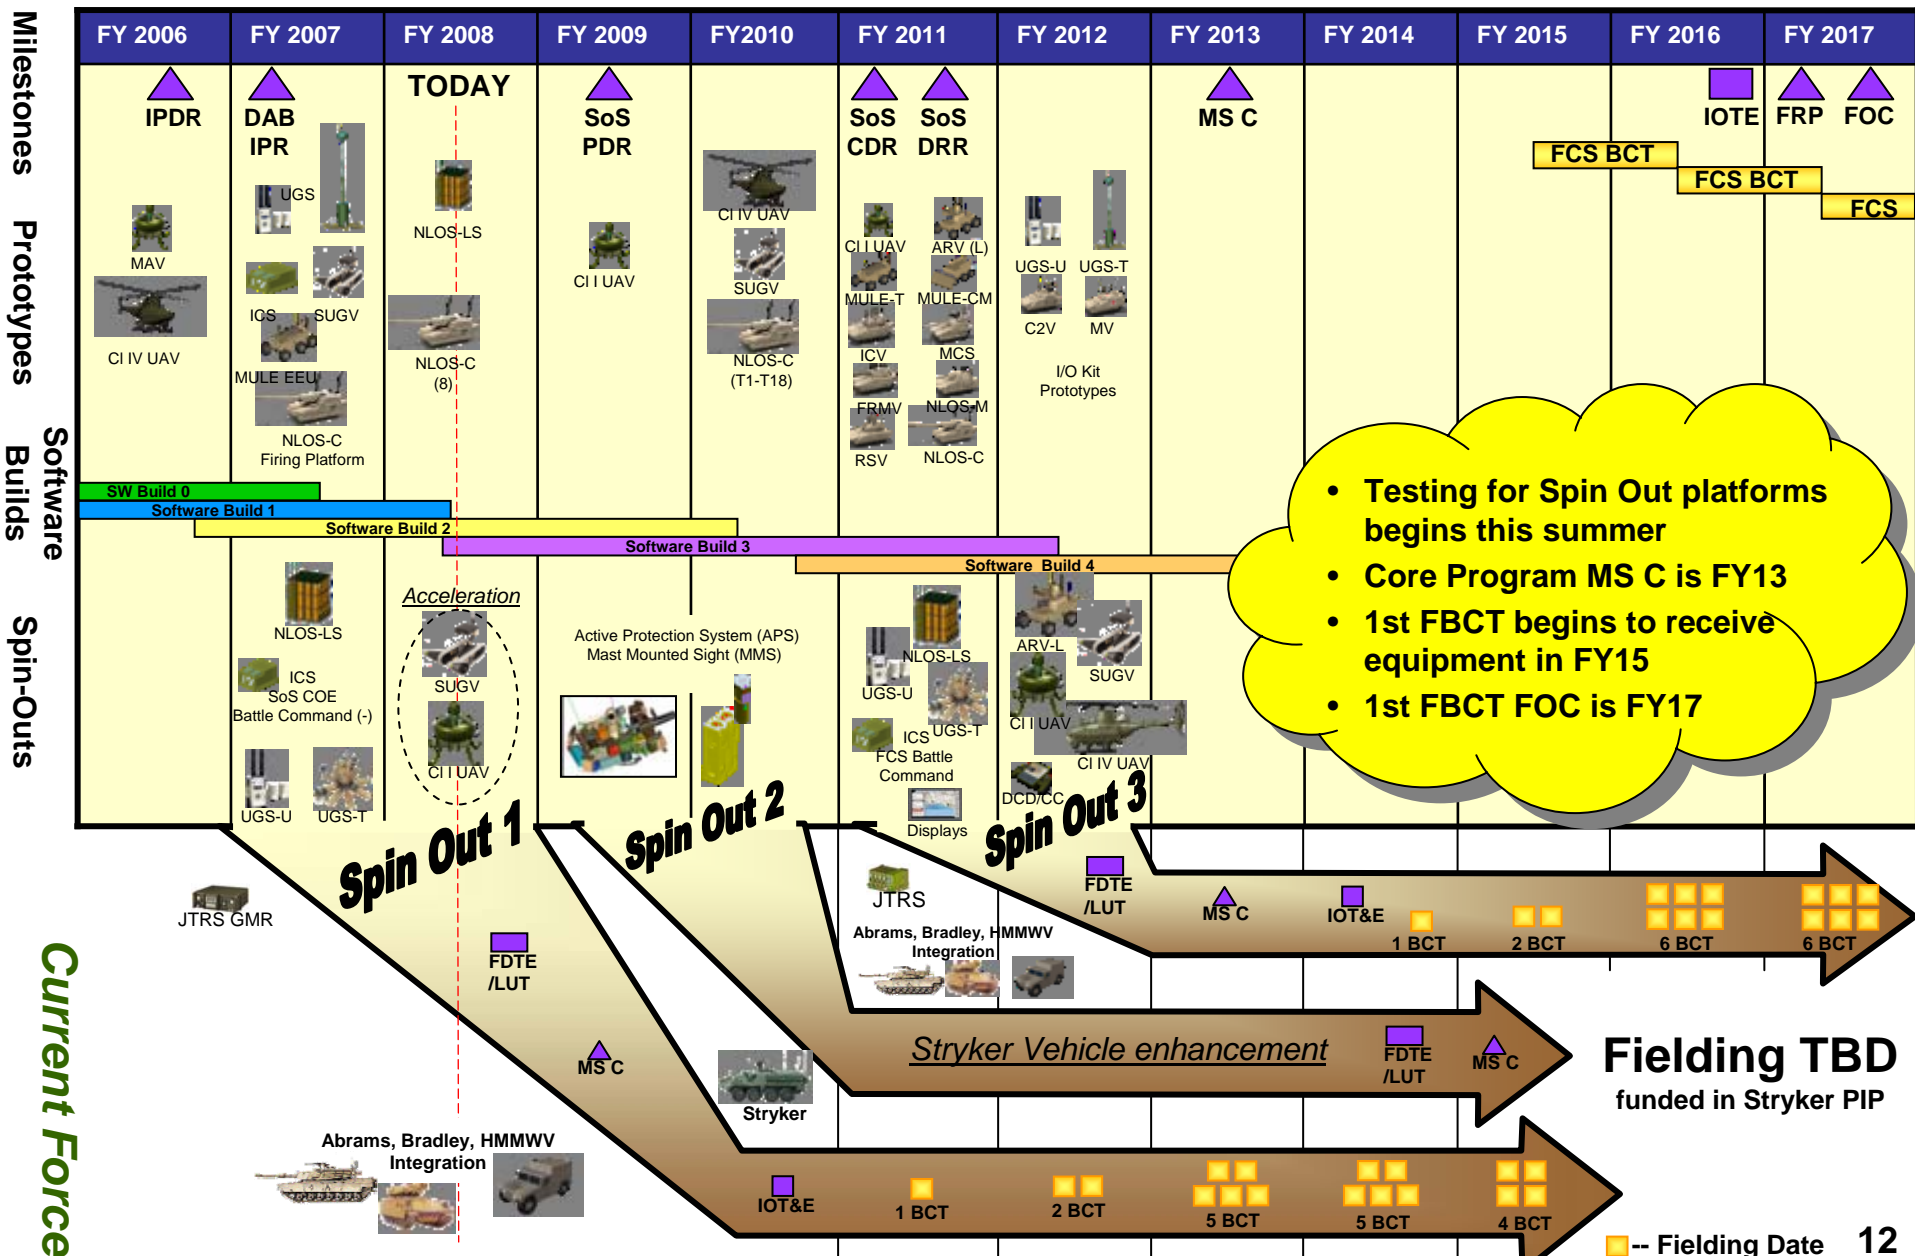 Milestones
Prototypes
Software
Builds
Spin-Outs
Current Force
FY 2006
FY 2007
FY 2008
FY 2009
FY2010
FY 2011
FY 2012
FY 2013
FY 2014
FY 2015
FY 2016
FY 2017
IPDR
DAB
IPR
TODAY
SoS
PDR
SoS
CDR
SoS
DRR
MS C
IOTE
FRP
FOC
FCS BCT
FCS BCT
FCS
MAV
CI IV UAV
UGS
ICS
SUGV
MULE EEU
NLOS-C
Firing Platform
NLOS-LS
NLOS-C
(8)
CI I UAV
CI IV UAV
SUGV
NLOS-C
(T1-T18)
CI I UAV
ARV (L)
MULE-T
MULE-CM
ICV
MCS
FRMV
NLOS-M
RSV
NLOS-C
UGS-U
UGS-T
C2V
MV
I/O Kit
Prototypes
SW Build 0
Software Build 1
Software Build 2
Software Build 3
Software Build 4
• Testing for Spin Out platforms
begins this summer
• Core Program MS C is FY13
• 1st FBCT begins to receive
equipment in FY15
• 1st FBCT FOC is FY17
NLOS-LS
ICS
SoS COE
Battle Command (-)
UGS-U
UGS-T
Acceleration
SUGV
CI I UAV
Active Protection System (APS)
Mast Mounted Sight (MMS)
NLOS-LS
UGS-U
UGS-T
ICS
FCS Battle
Command
Displays
ARV-L
SUGV
CI I UAV
CI IV UAV
DCD/CC
Spin Out 1
Spin Out 2
Spin Out 3
JTRS GMR
FDTE
/LUT
MS C
Abrams, Bradley, HMMWV
Integration
Stryker
JTRS
Abrams, Bradley, HMMWV
Integration
FDTE
/LUT
MS C
IOT&E
1 BCT
2 BCT
6 BCT
6 BCT
Stryker Vehicle enhancement
FDTE
/LUT
MS C
Fielding TBD
funded in Stryker PIP
IOT&E
1 BCT
2 BCT
5 BCT
5 BCT
4 BCT
-- Fielding Date
12